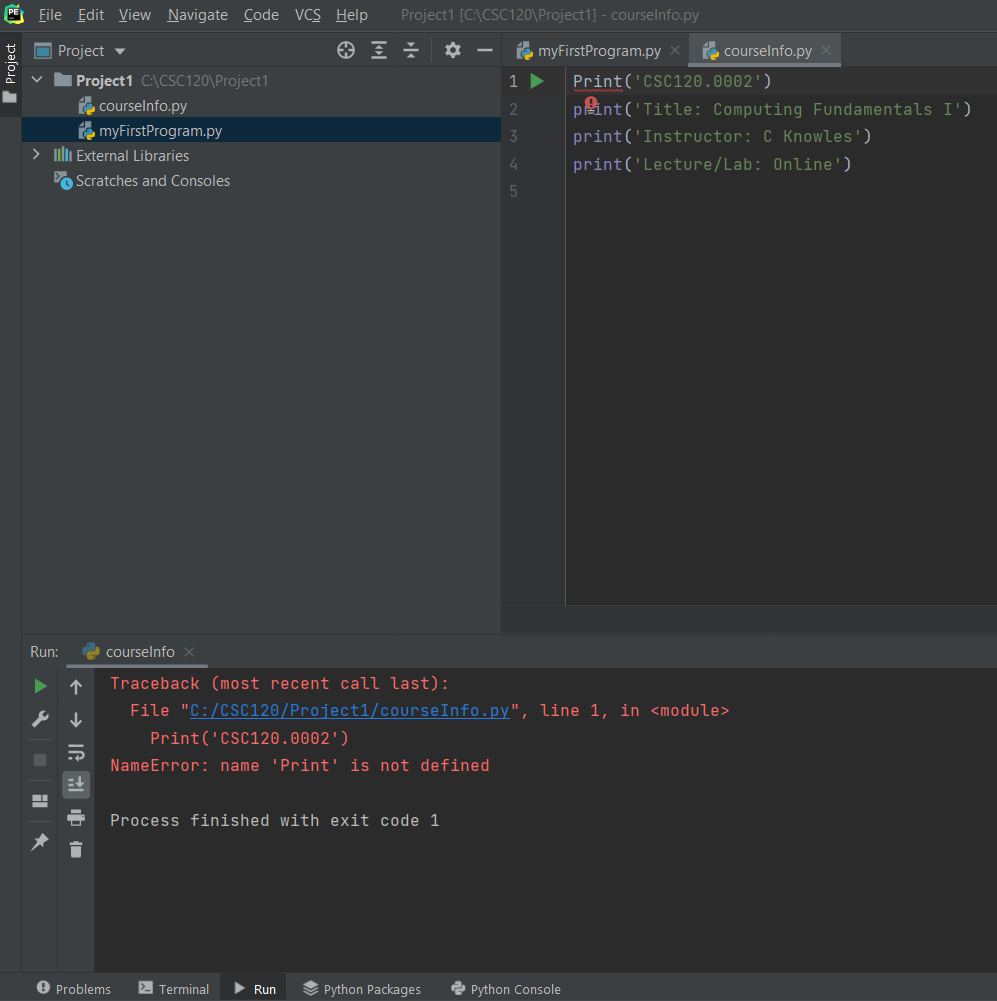 PE File Edit View Navigate Code VCS Help Project1 [C:\CSC120\Project1] - courseInfo.py
Project
Project
Project1 C:\CSC120\Project1
courseInfo.py
myFirstProgram.py
External Libraries
Scratches and Consoles
myFirstProgram.py courseInfo.py
1 Print('CSC120.0002')
2 print('Title: Computing Fundamentals I')
3 print('Instructor: C Knowles')
4 print('Lecture/Lab: Online')
5
Run: courseInfo
Traceback (most recent call last):
File "C:/CSC120/Project1/courseInfo.py", line 1, in <module>
Print('CSC120.0002')
NameError: name 'Print' is not defined
Process finished with exit code 1
Problems Terminal Run Python Packages Python Console